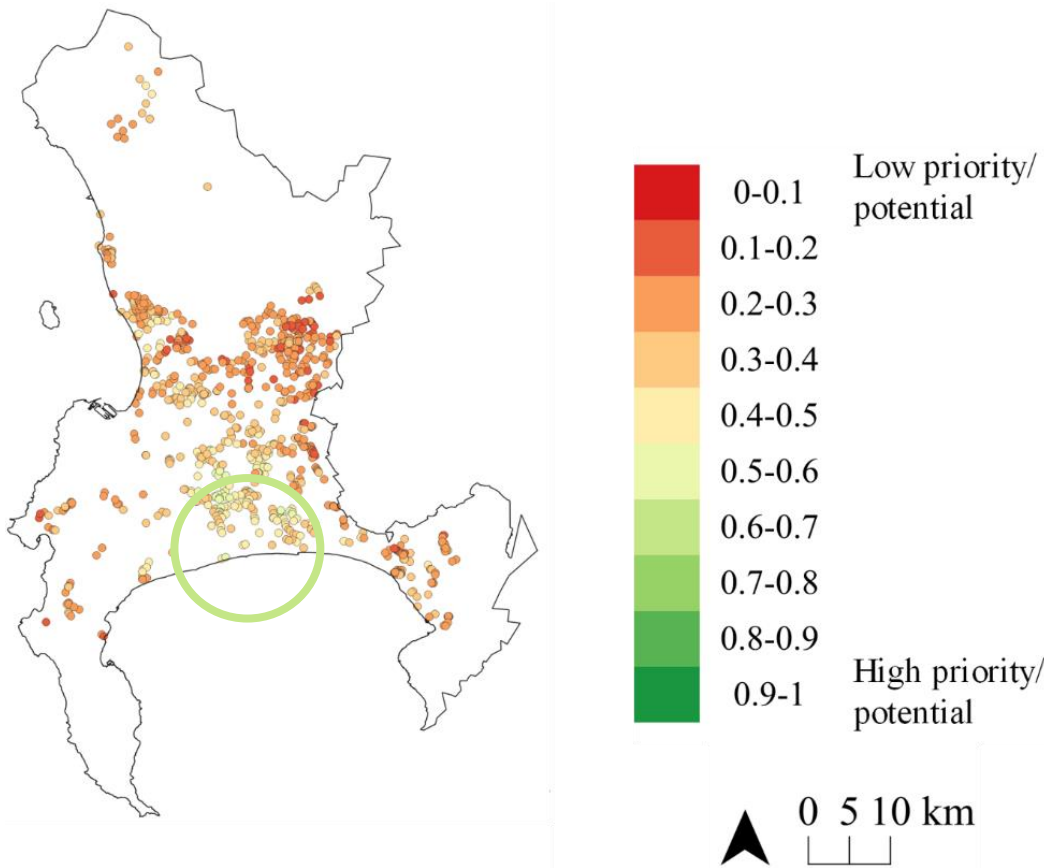 Low priority/
potential
0-0.1
0.1-0.2
0.2-0.3
0.3-0.4
0.4-0.5
0.5-0.6
0.6-0.7
0.7-0.8
0.8-0.9
0.9-1
High priority/
potential
0 5 10 km